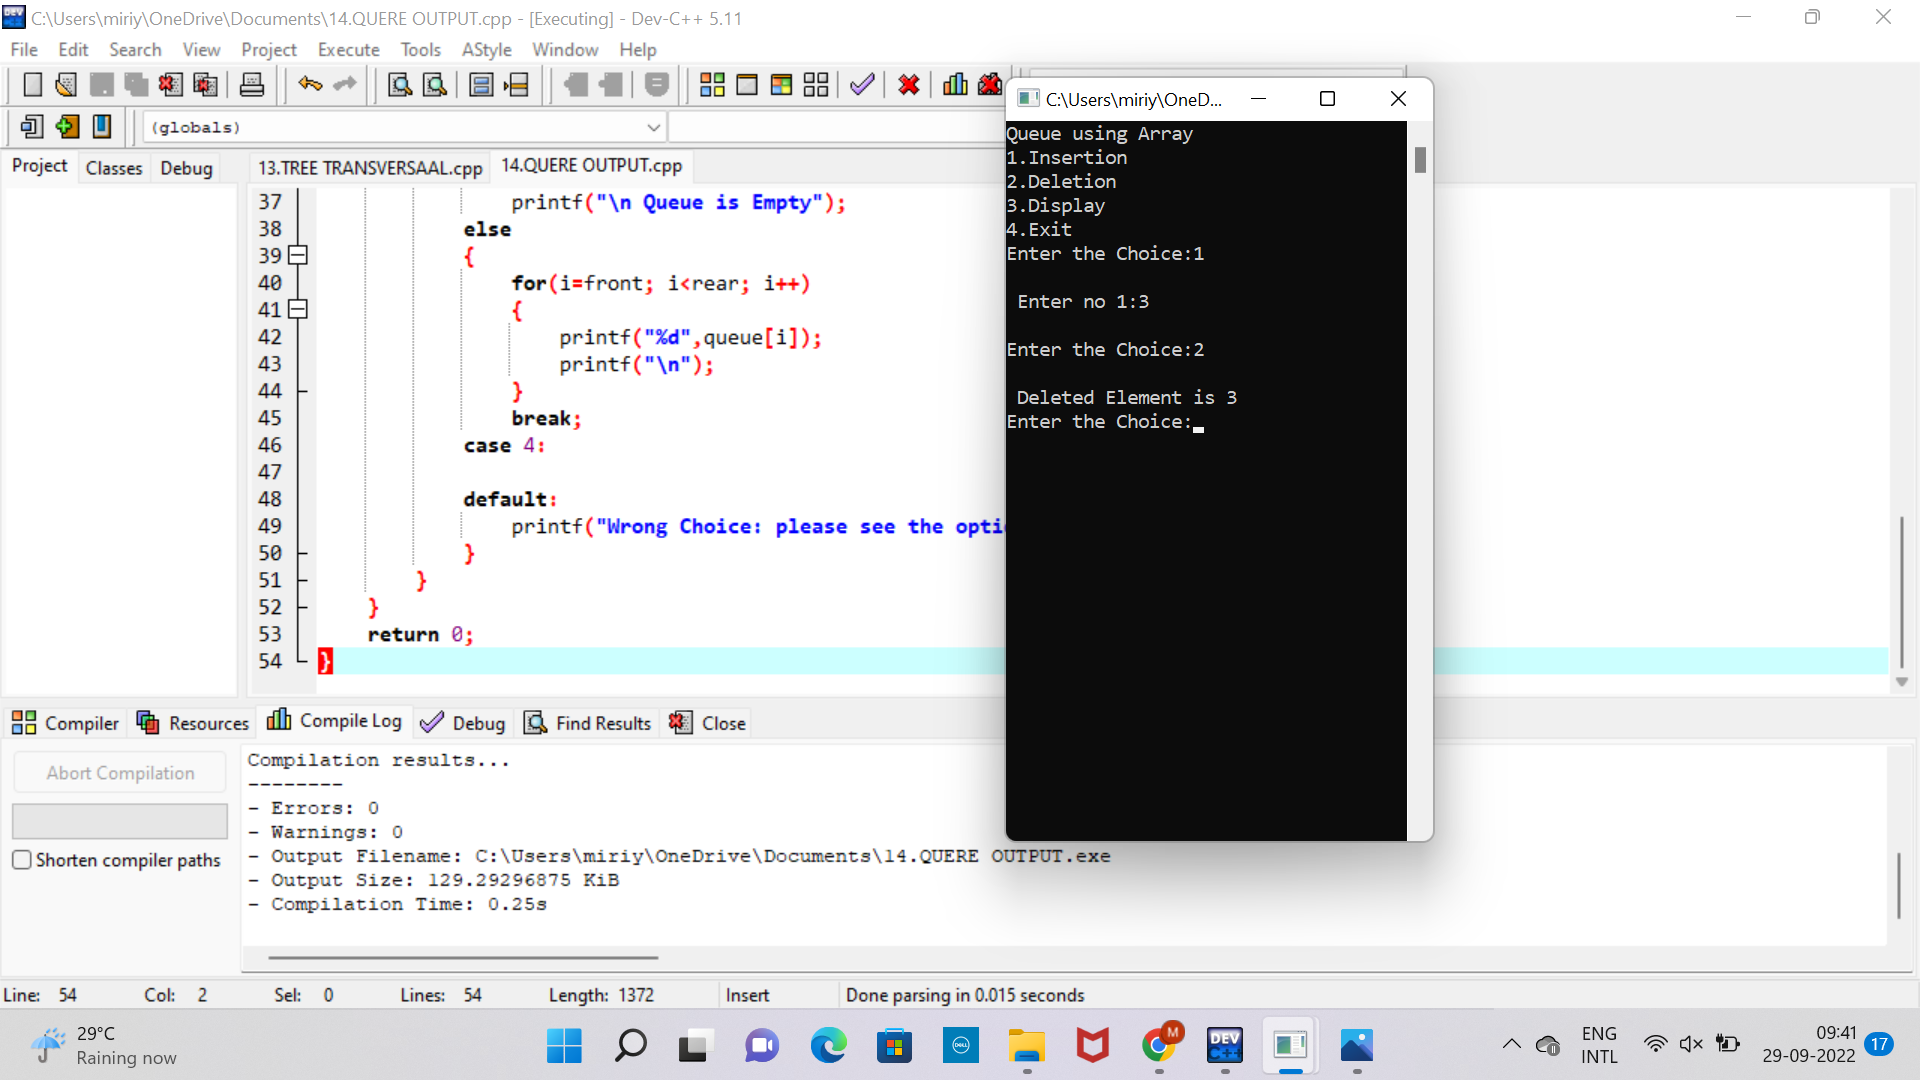 C:\Users\miriy\OneDrive\Documents\14.QUERE OUTPUT.cpp - [Executing] - Dev-C++ 5.11
File Edit Search View Project Execute Tools AStyle Window Help
(globals)
Project Classes Debug
13.TREE TRANSVERSAAL.cpp 14.QUERE OUTPUT.cpp
37 printf("\n Queue is Empty");
38 else
39 {
40 for(i=front; i<rear; i++)
41 {
42 printf("%d",queue[i]);
43 printf("\n");
44 }
45 break;
46 case 4:
47
48 default:
49 printf("Wrong Choice: please see the opti
50 }
51 }
52 }
53 return 0;
54 }
C:\Users\miriy\OneD...
Queue using Array
1.Insertion
2.Deletion
3.Display
4.Exit
Enter the Choice:1
Enter no 1:3
Enter the Choice:2
Deleted Element is 3
Enter the Choice:
Compiler Resources Compile Log Debug Find Results Close
Abort Compilation
Shorten compiler paths
Compilation results...
--------
- Errors: 0
- Warnings: 0
- Output Filename: C:\Users\miriy\OneDrive\Documents\14.QUERE OUTPUT.exe
- Output Size: 129.29296875 KiB
- Compilation Time: 0.25s
Line: 54 Col: 2 Sel: 0 Lines: 54 Length: 1372 Insert Done parsing in 0.015 seconds
29°C
Raining now
DELL
M
DEV
C++
ENG
INTL
09:41
29-09-2022
17